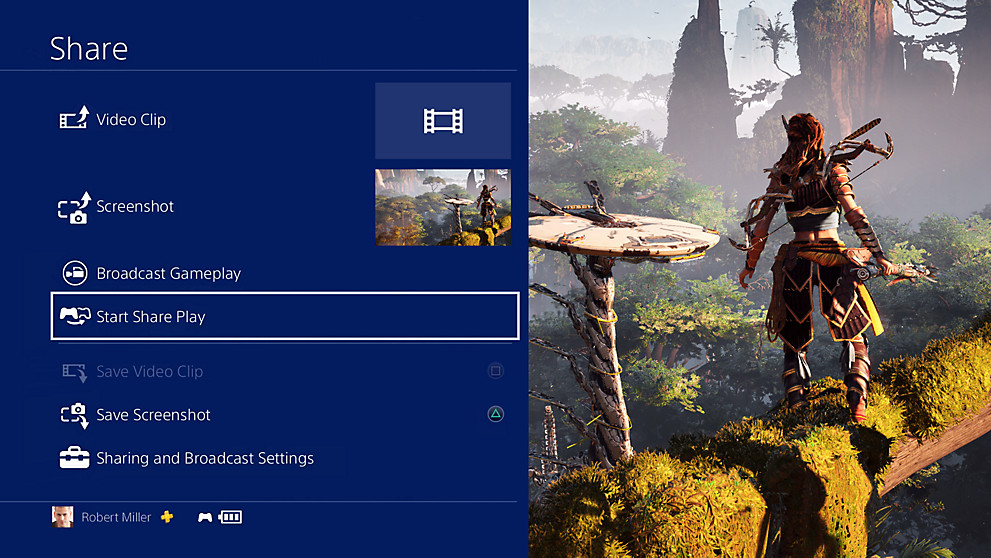 Share
Video Clip
Screenshot
Broadcast Gameplay
Start Share Play
Save Video Clip
Save Screenshot
Sharing and Broadcast Settings
Robert Miller